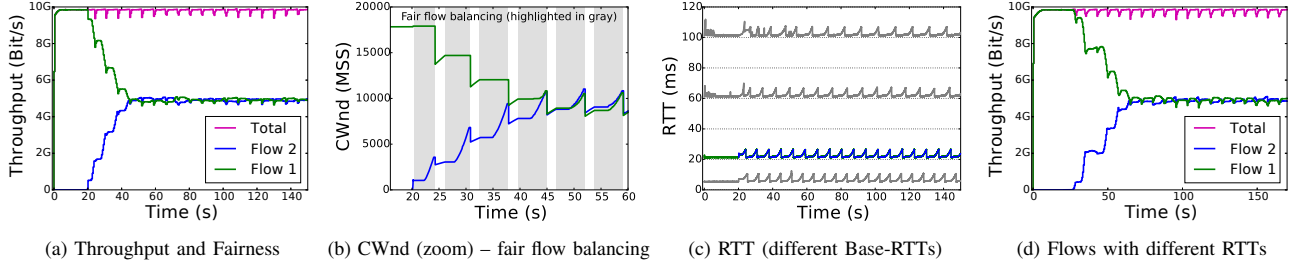 10G
8G
6G
4G
2G
0
Throughput (Bit/s)
0 20 40 60 80 100 120 140
Time (s)
Total
Flow 2
Flow 1
(a) Throughput and Fairness
20000
15000
10000
5000
0
CWnd (MSS)
Fair flow balancing (highlighted in gray)
15 20 25 30 35 40 45 50 55 60
Time (s)
(b) CWnd (zoom) – fair flow balancing
120
100
80
60
40
20
0
RTT (ms)
0 20 40 60 80 100 120 140
Time (s)
(c) RTT (different Base-RTTs)
10G
8G
6G
4G
2G
0
Throughput (Bit/s)
0 50 100 150
Time (s)
Total
Flow 2
Flow 1
(d) Flows with different RTTs